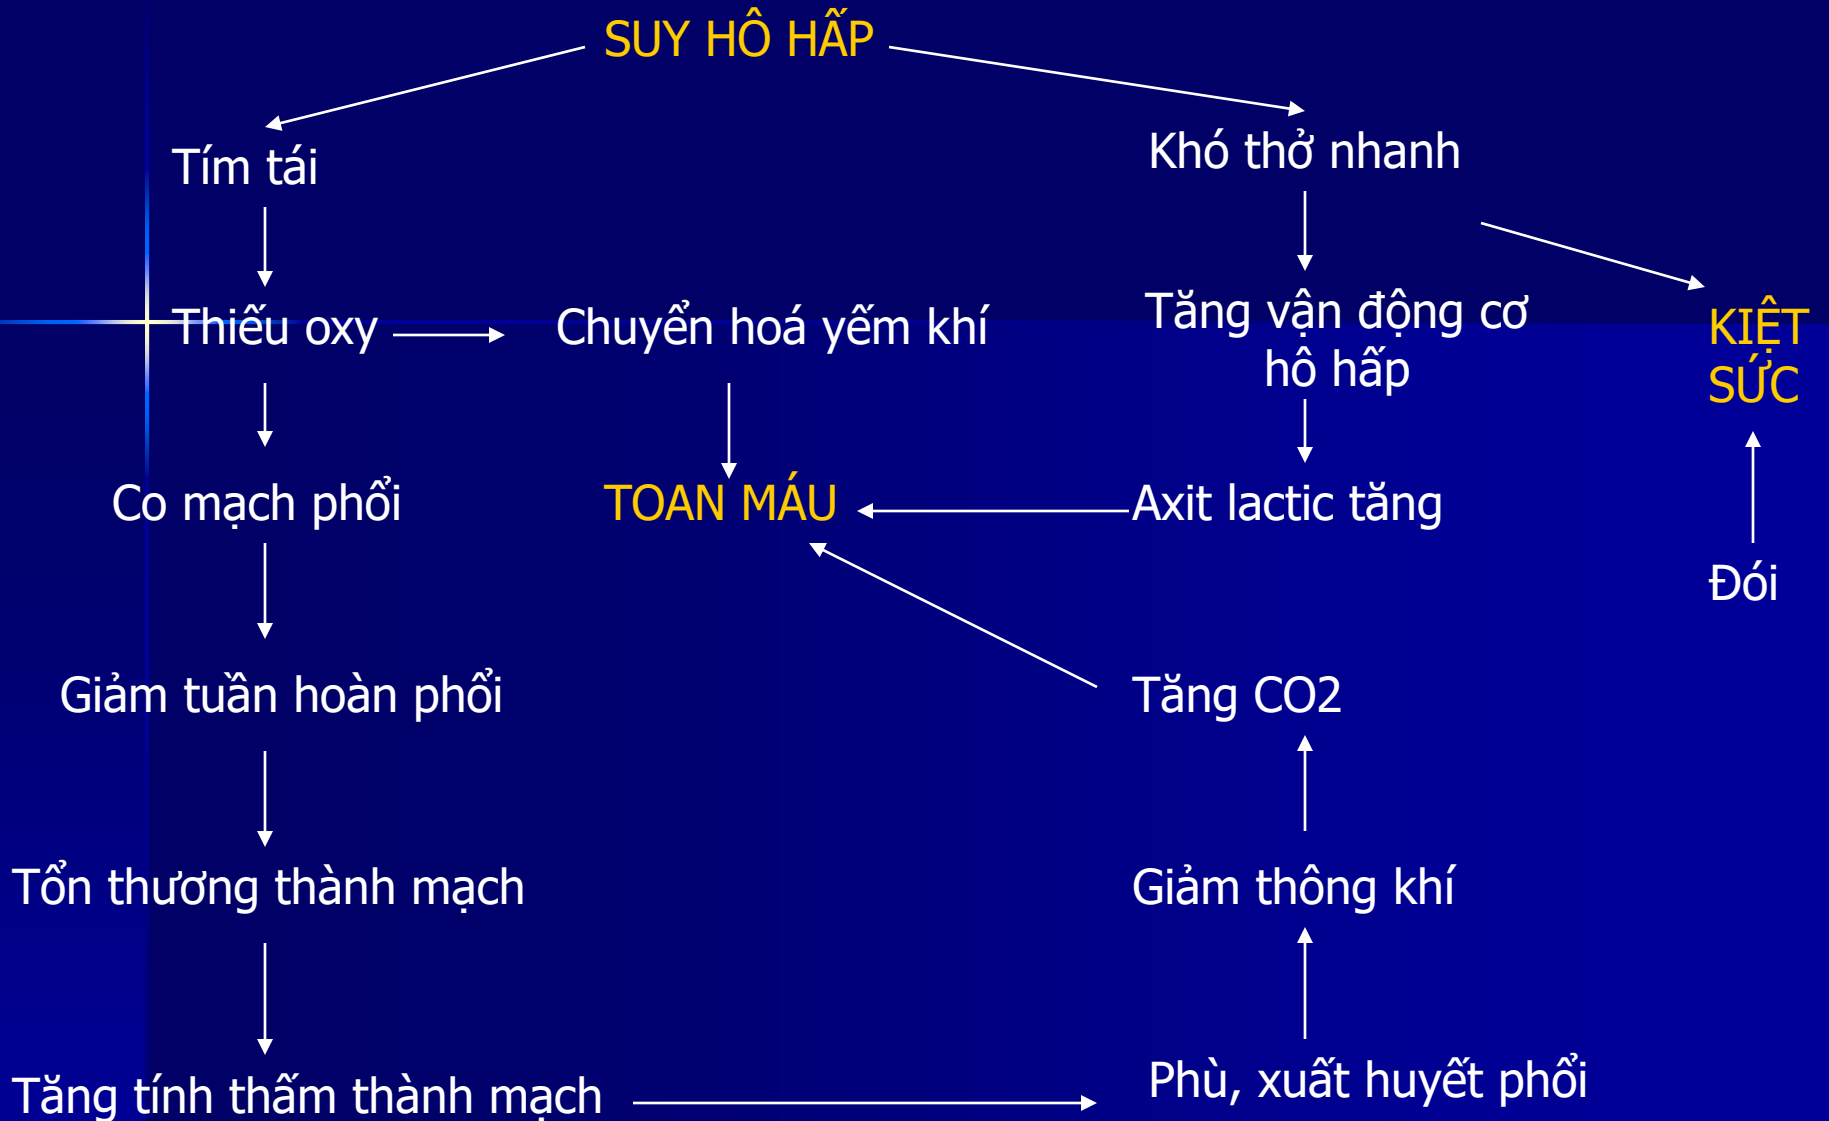 SUY HÔ HẤP
Tím tái
Khó thở nhanh
Thiếu oxy
Chuyển hoá yếm khí
Tăng vận động cơ
hô hấp
KIỆT
SỨC
Co mạch phổi
TOAN MÁU
Axit lactic tăng
Đói
Giảm tuần hoàn phổi
Tăng CO2
Tổn thương thành mạch
Giảm thông khí
Tăng tính thấm thành mạch
Phù, xuất huyết phổi